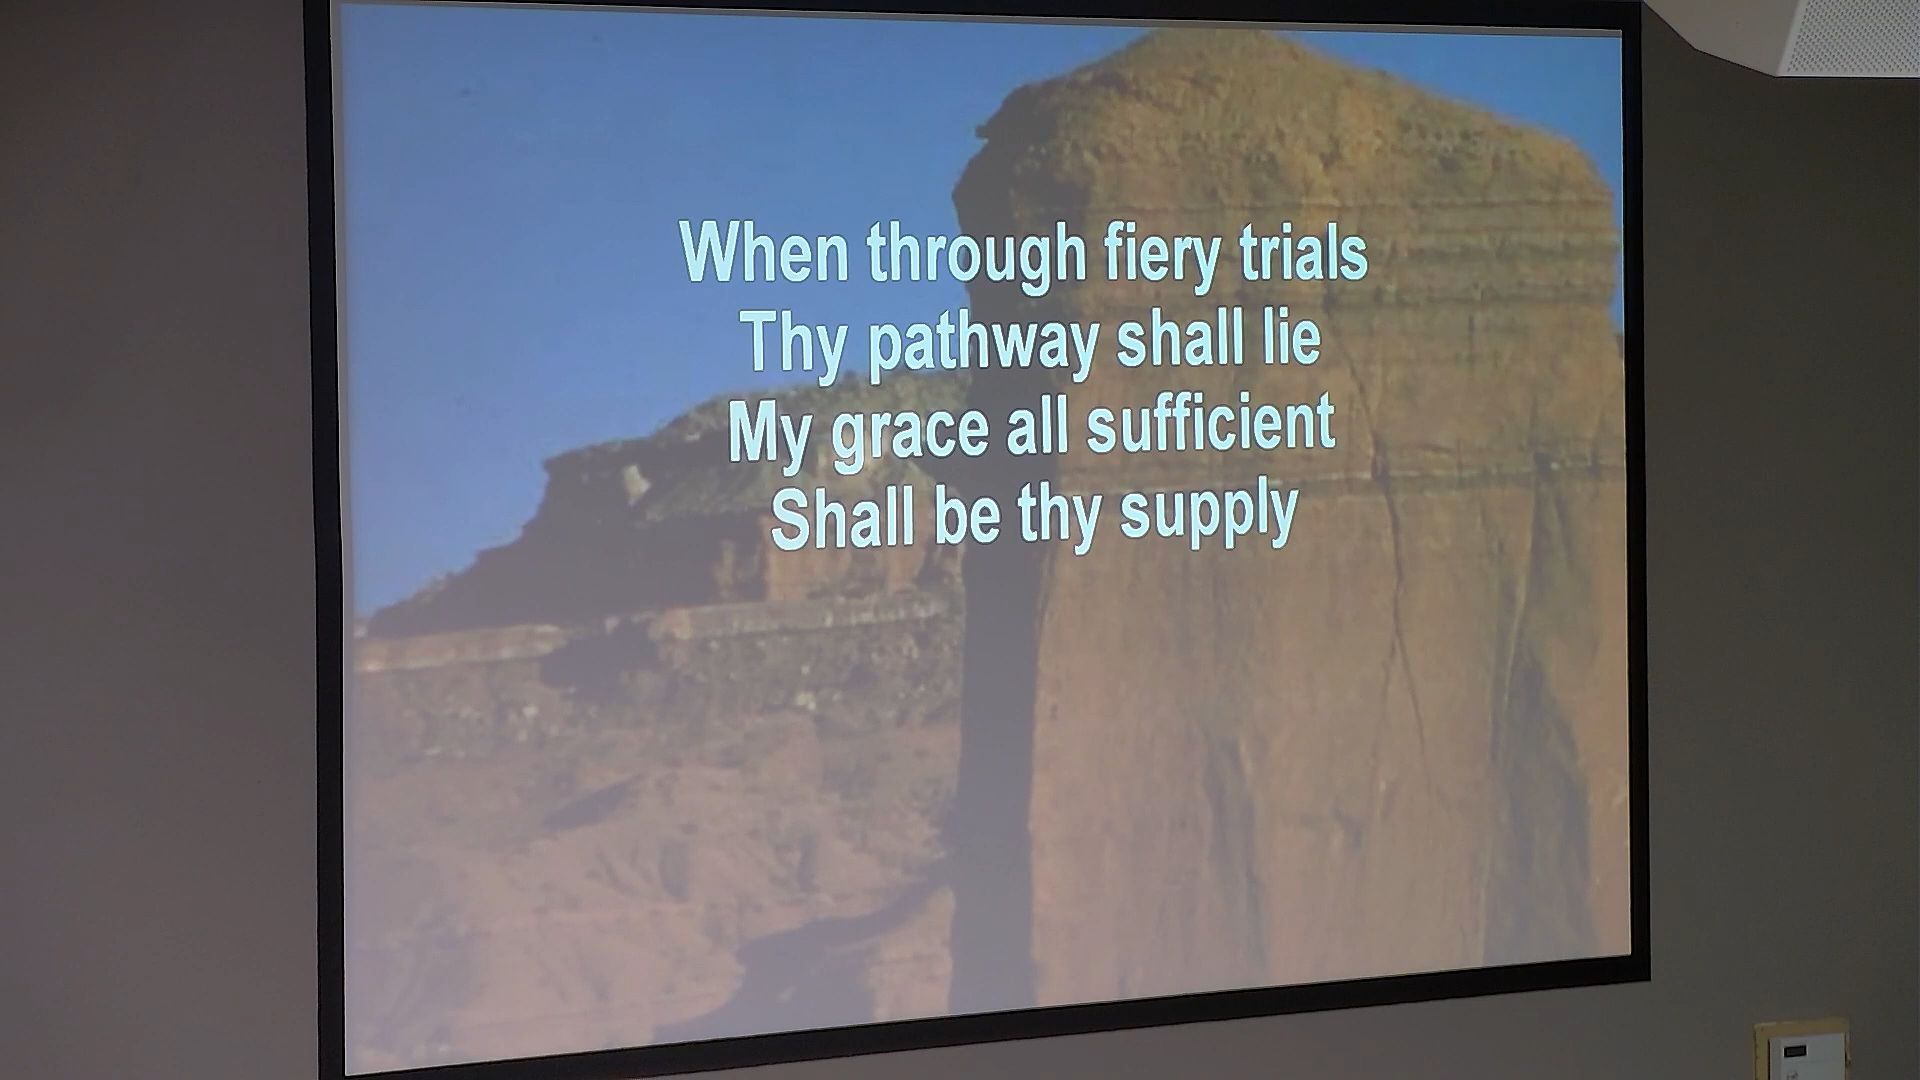 When through fiery trials
Thy pathway shall lie
My grace all sufficient
Shall be thy supply